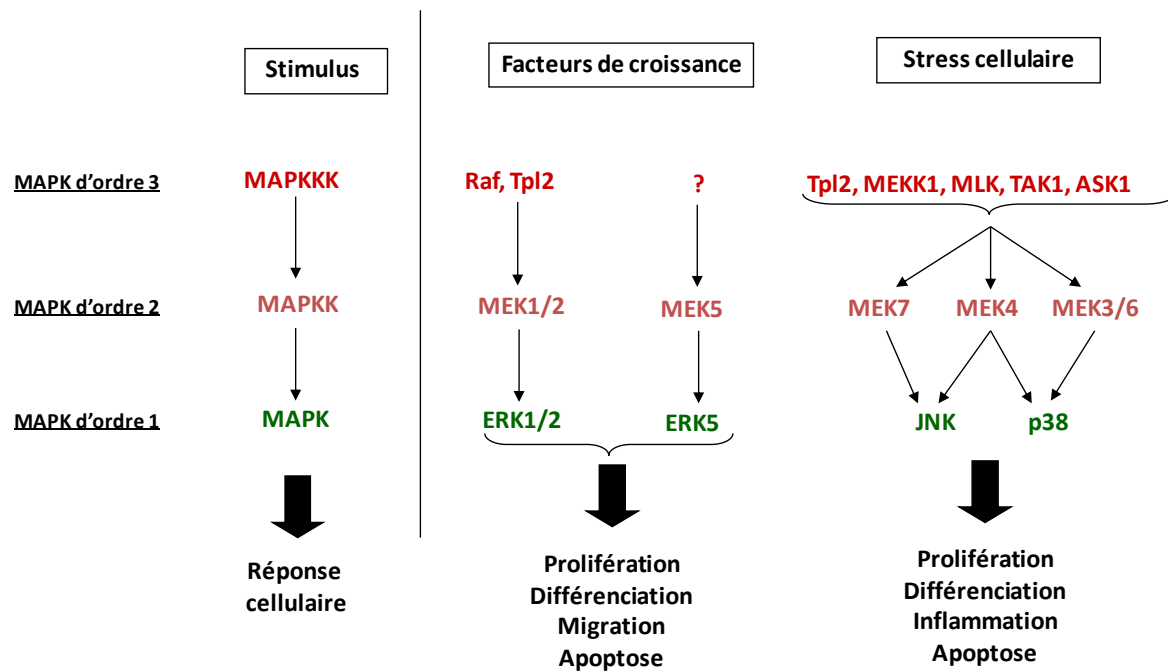 Stimulus
Facteurs de croissance
Stress cellulaire
MAPK d'ordre 3
MAPKKK
Raf, Tpl2
?
Tpl2, MEKK1, MLK, TAK1, ASK1
MAPK d'ordre 2
MAPKK
MEK1/2
MEK5
MEK7
MEK4
MEK3/6
MAPK d'ordre 1
MAPK
ERK1/2
ERK5
JNK
p38
Réponse
cellulaire
Prolifération
Différenciation
Migration
Apoptose
Prolifération
Différenciation
Inflammation
Apoptose